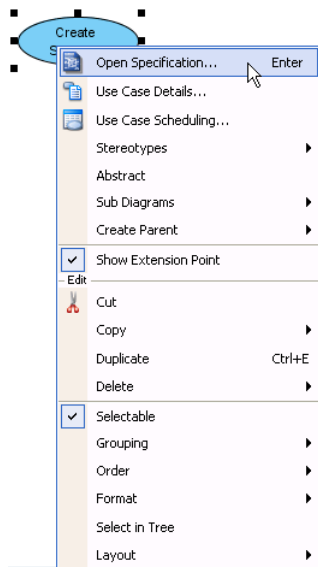 Create
S
Open Specification... Enter
Use Case Details...
Use Case Scheduling...
Stereotypes
Abstract
Sub Diagrams
Create Parent
Show Extension Point
Edit
Cut
Copy
Duplicate Ctrl+E
Delete
Selectable
Grouping
Order
Format
Select in Tree
Layout